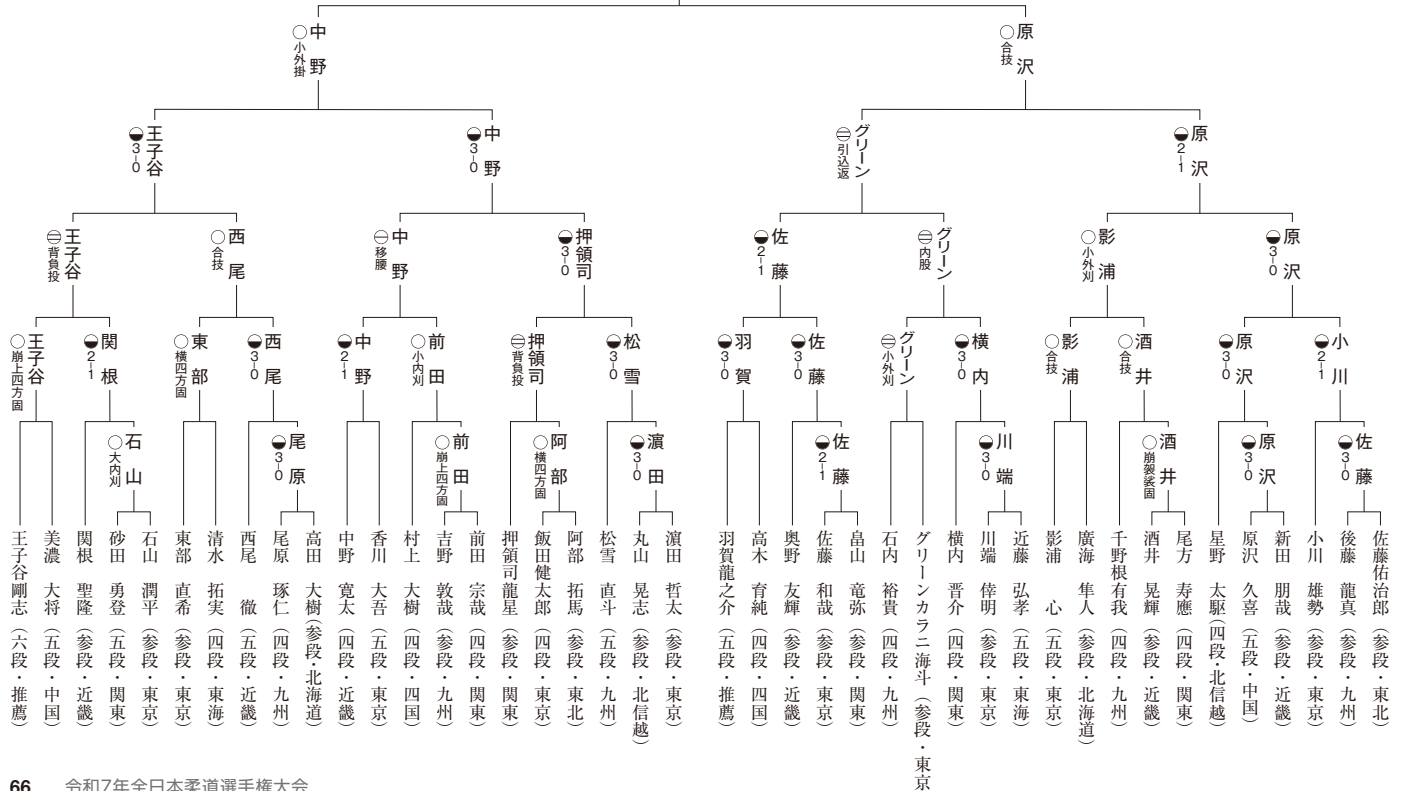 中野
○小外掛
原沢
○合技
王子谷
3-0
中野
3-0
グリーン
引込返
原沢
2-1
王子谷
背負投
西尾
○合技
中野
移腰
押領司
3-0
佐藤
2-1
グリーン
内股
影浦
○小外刈
原沢
3-0
王子谷
○崩上四方固
関根
2-1
東部
○横四方固
西尾
3-0
中野
2-1
前田
○小内刈
押領司
背負投
松雪
3-0
羽賀
3-0
佐藤
3-0
グリーン
小外刈
横内
3-0
影浦
○合技
酒井
○合技
原沢
3-0
小川
2-1
石山
○大内刈
尾原
3-0
前田
○崩上四方固
阿部
○横四方固
濵田
3-0
佐藤
2-1
川端
3-0
酒井
○崩袈裟固
原沢
3-0
佐藤
3-0
王子谷剛志(六段・推薦)
美濃 大将(五段・中国)
関根 聖隆(参段・近畿)
砂田 勇登(五段・関東)
石山 潤平(参段・東京)
東部 直希(参段・東京)
清水 拓実(四段・東海)
西尾 徹(五段・近畿)
尾原 琢仁(四段・九州)
高田 大樹(参段・北海道)
中野 寛太(四段・近畿)
香川 大吾(五段・東京)
村上 大樹(四段・四国)
吉野 敦哉(参段・九州)
前田 宗哉(四段・関東)
押領司龍星(参段・関東)
飯田健太郎(四段・東京)
阿部 拓馬(参段・東北)
松雪 直斗(五段・九州)
丸山 晃志(参段・北信越)
濵田 哲太(参段・東京)
羽賀龍之介(五段・推薦)
高木 育純(四段・四国)
奥野 友輝(参段・近畿)
佐藤 和哉(参段・東京)
畠山 竜弥(参段・関東)
石内 裕貴(四段・九州)
グリーンカラニ海斗(参段・東京
横内 晋介(四段・関東)
川端 倖明(参段・東京)
近藤 弘孝(五段・東海)
影浦 心(五段・東京)
廣海 隼人(参段・北海道)
千野根有我(四段・九州)
酒井 晃輝(参段・近畿)
尾方 寿應(四段・関東)
星野 太駆(四段・北信越)
原沢 久喜(五段・中国)
新田 朋哉(参段・近畿)
小川 雄勢(参段・東京)
後藤 龍真(参段・九州)
佐藤佑治郎(参段・東北)
66 令和7年全日本柔道選手権大会